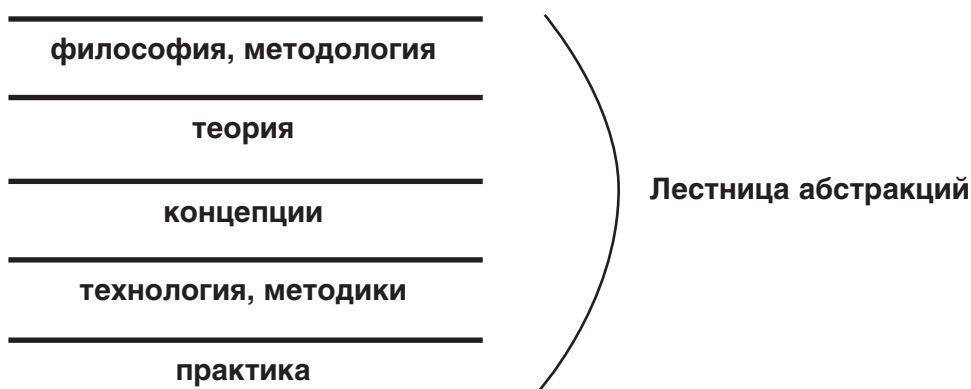 философия, методология
теория
концепции
Лестница абстракций
технология, методики
практика